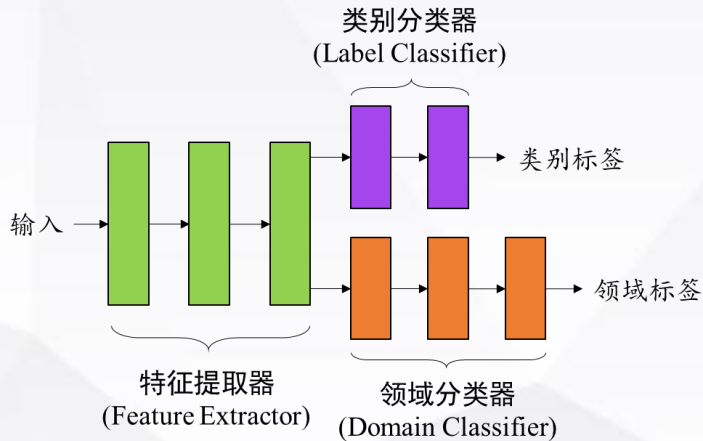 类别分类器
(Label Classifier)
类别标签
输入
领域标签
特征提取器
(Feature Extractor)
领域分类器
(Domain Classifier)